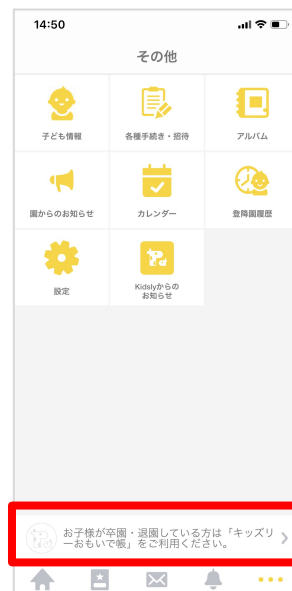 14:50
その他
子ども情報
各種手続き・招待
アルバム
園からのお知らせ
カレンダー
登降園履歴
設定
Kidslyからの
お知らせ
お子様が卒園・退園している方は「キッズリ
ーおもいで帳」をご利用ください。